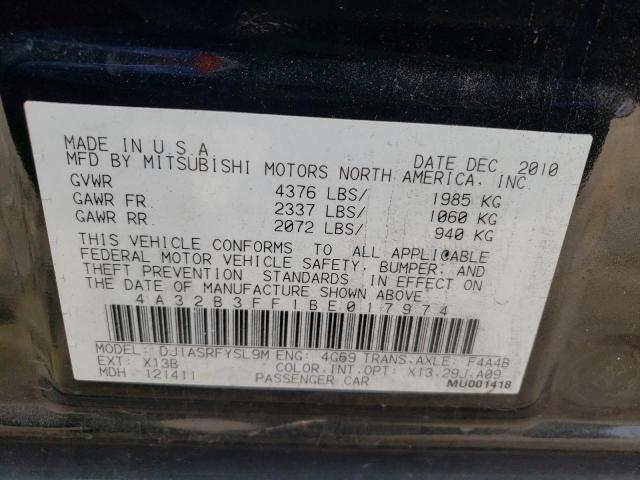 MADE IN U.S.A. DATE DEC. 2010
MFD BY MITSUBISHI MOTORS NORTH AMERICA, INC.
GVWR 4376 LBS/ 1985 KG
GAWR FR. 2337 LBS/ 1060 KG
GAWR RR. 2072 LBS/ 940 KG
THIS VEHICLE CONFORMS TO ALL APPLICABLE
FEDERAL MOTOR VEHICLE SAFETY, BUMPER, AND
THEFT PREVENTION STANDARDS IN EFFECT ON
THE DATE OF MANUFACTURE SHOWN ABOVE.
4A32B3FF1BE017974
MODEL: DJ1ASRFYSL9M ENG: 4G69 TRANS.AXLE: F4A4B
EXT: X13B COLOR.INT.OPT: X13.29J.A09
MDH : 121411 PASSENGER CAR MU001418